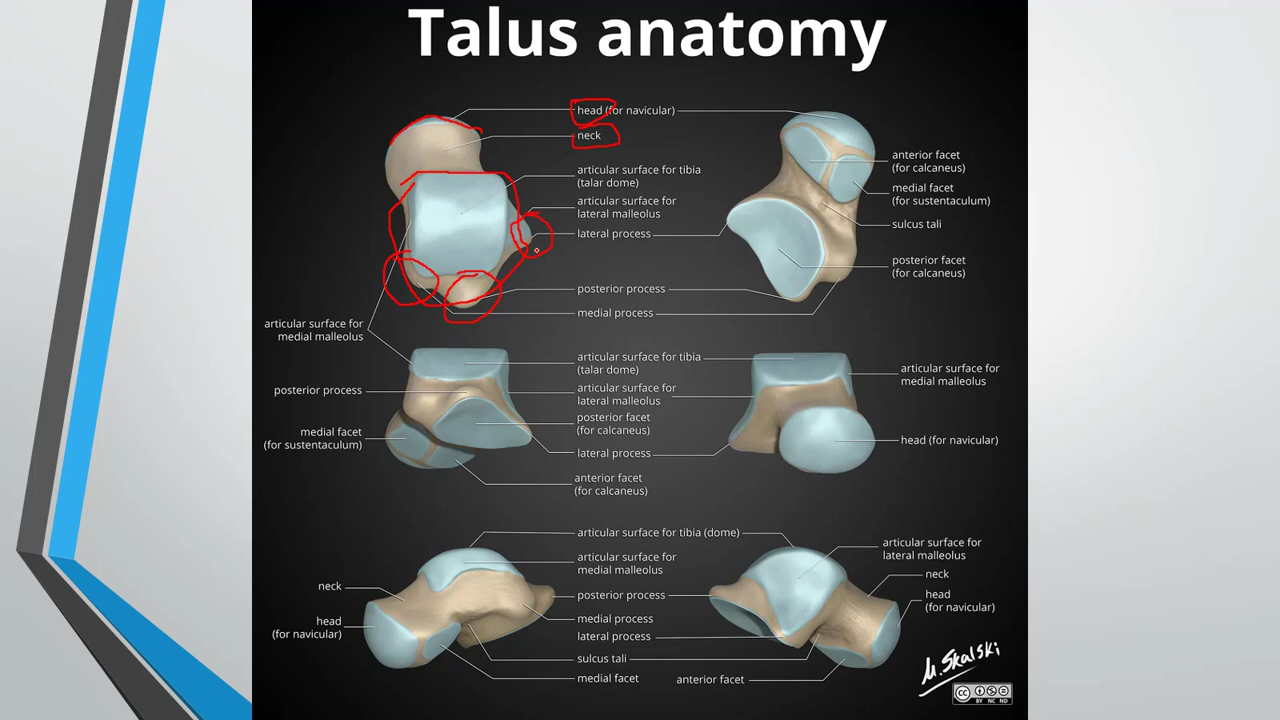 Talus anatomy
head (for navicular)
neck
articular surface for tibia
(talar dome)
articular surface for
lateral malleolus
lateral process
posterior process
medial process
anterior facet
(for calcaneus)
medial facet
(for sustentaculum)
sulcus tali
posterior facet
(for calcaneus)
articular surface for
medial malleolus
posterior process
medial facet
(for sustentaculum)
articular surface for tibia
(talar dome)
articular surface for
lateral malleolus
posterior facet
(for calcaneus)
lateral process
anterior facet
(for calcaneus)
articular surface for
medial malleolus
head (for navicular)
neck
head
(for navicular)
articular surface for tibia (dome)
articular surface for
medial malleolus
posterior process
medial process
lateral process
sulcus tali
medial facet
anterior facet
articular surface for
lateral malleolus
neck
head
(for navicular)
M.Skalski
CC BY NC ND